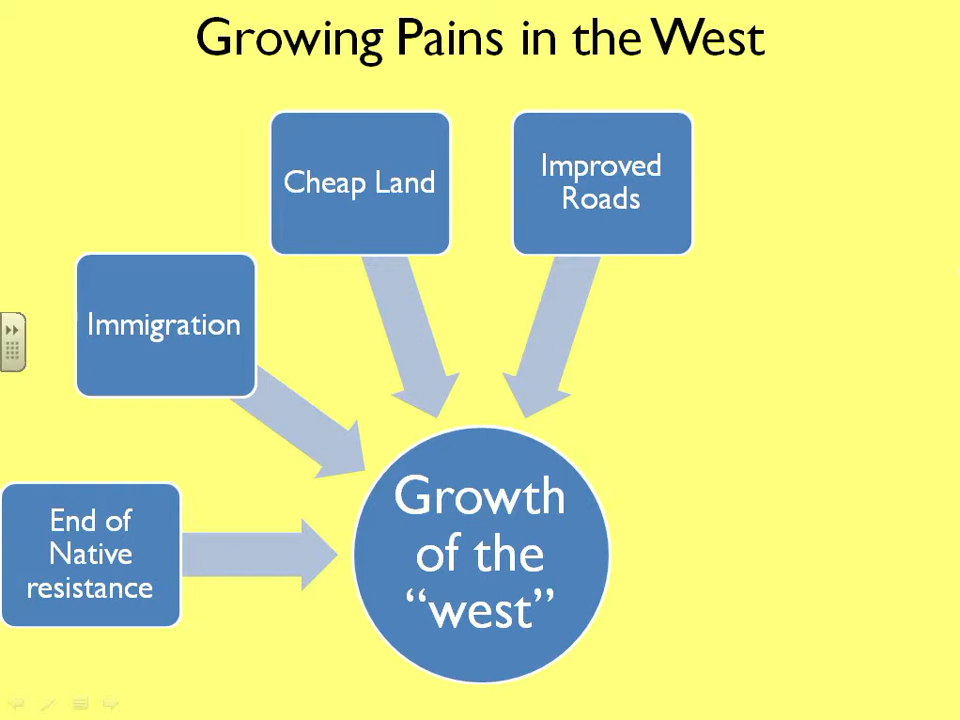 Growing Pains in the West
Cheap Land
Improved
Roads
Immigration
End of
Native
resistance
Growth
of the
“west”